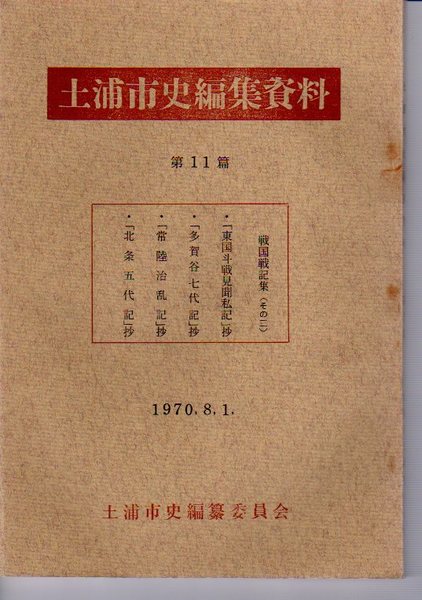 土浦市史編集資料
第11篇
戦国戦記集(その二)
・「東国斗戦見聞私記」抄
・「多賀谷七代記」抄
・「常陸治乱記」抄
・「北条五代記」抄
1970.8.1.
土浦市史編纂委員会